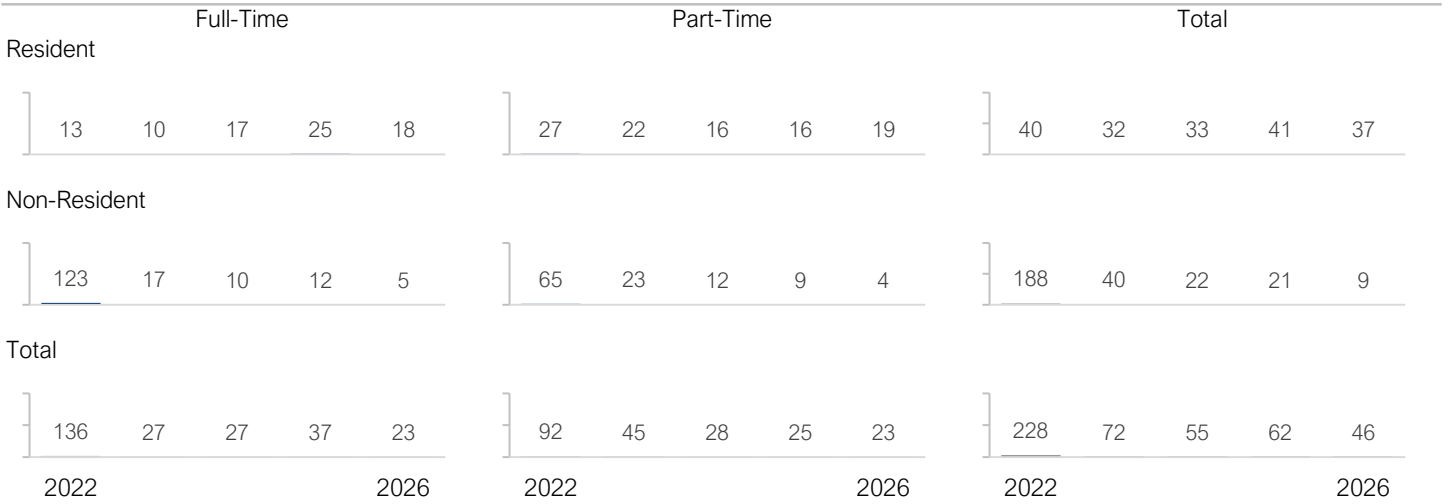 Full-Time Part-Time Total
Resident
13 10 17 25 18 27 22 16 16 19 40 32 33 41 37
Non-Resident
123 17 10 12 5 65 23 12 9 4 188 40 22 21 9
Total
136 27 27 37 23 92 45 28 25 23 228 72 55 62 46
2022 2026 2022 2026 2022 2026